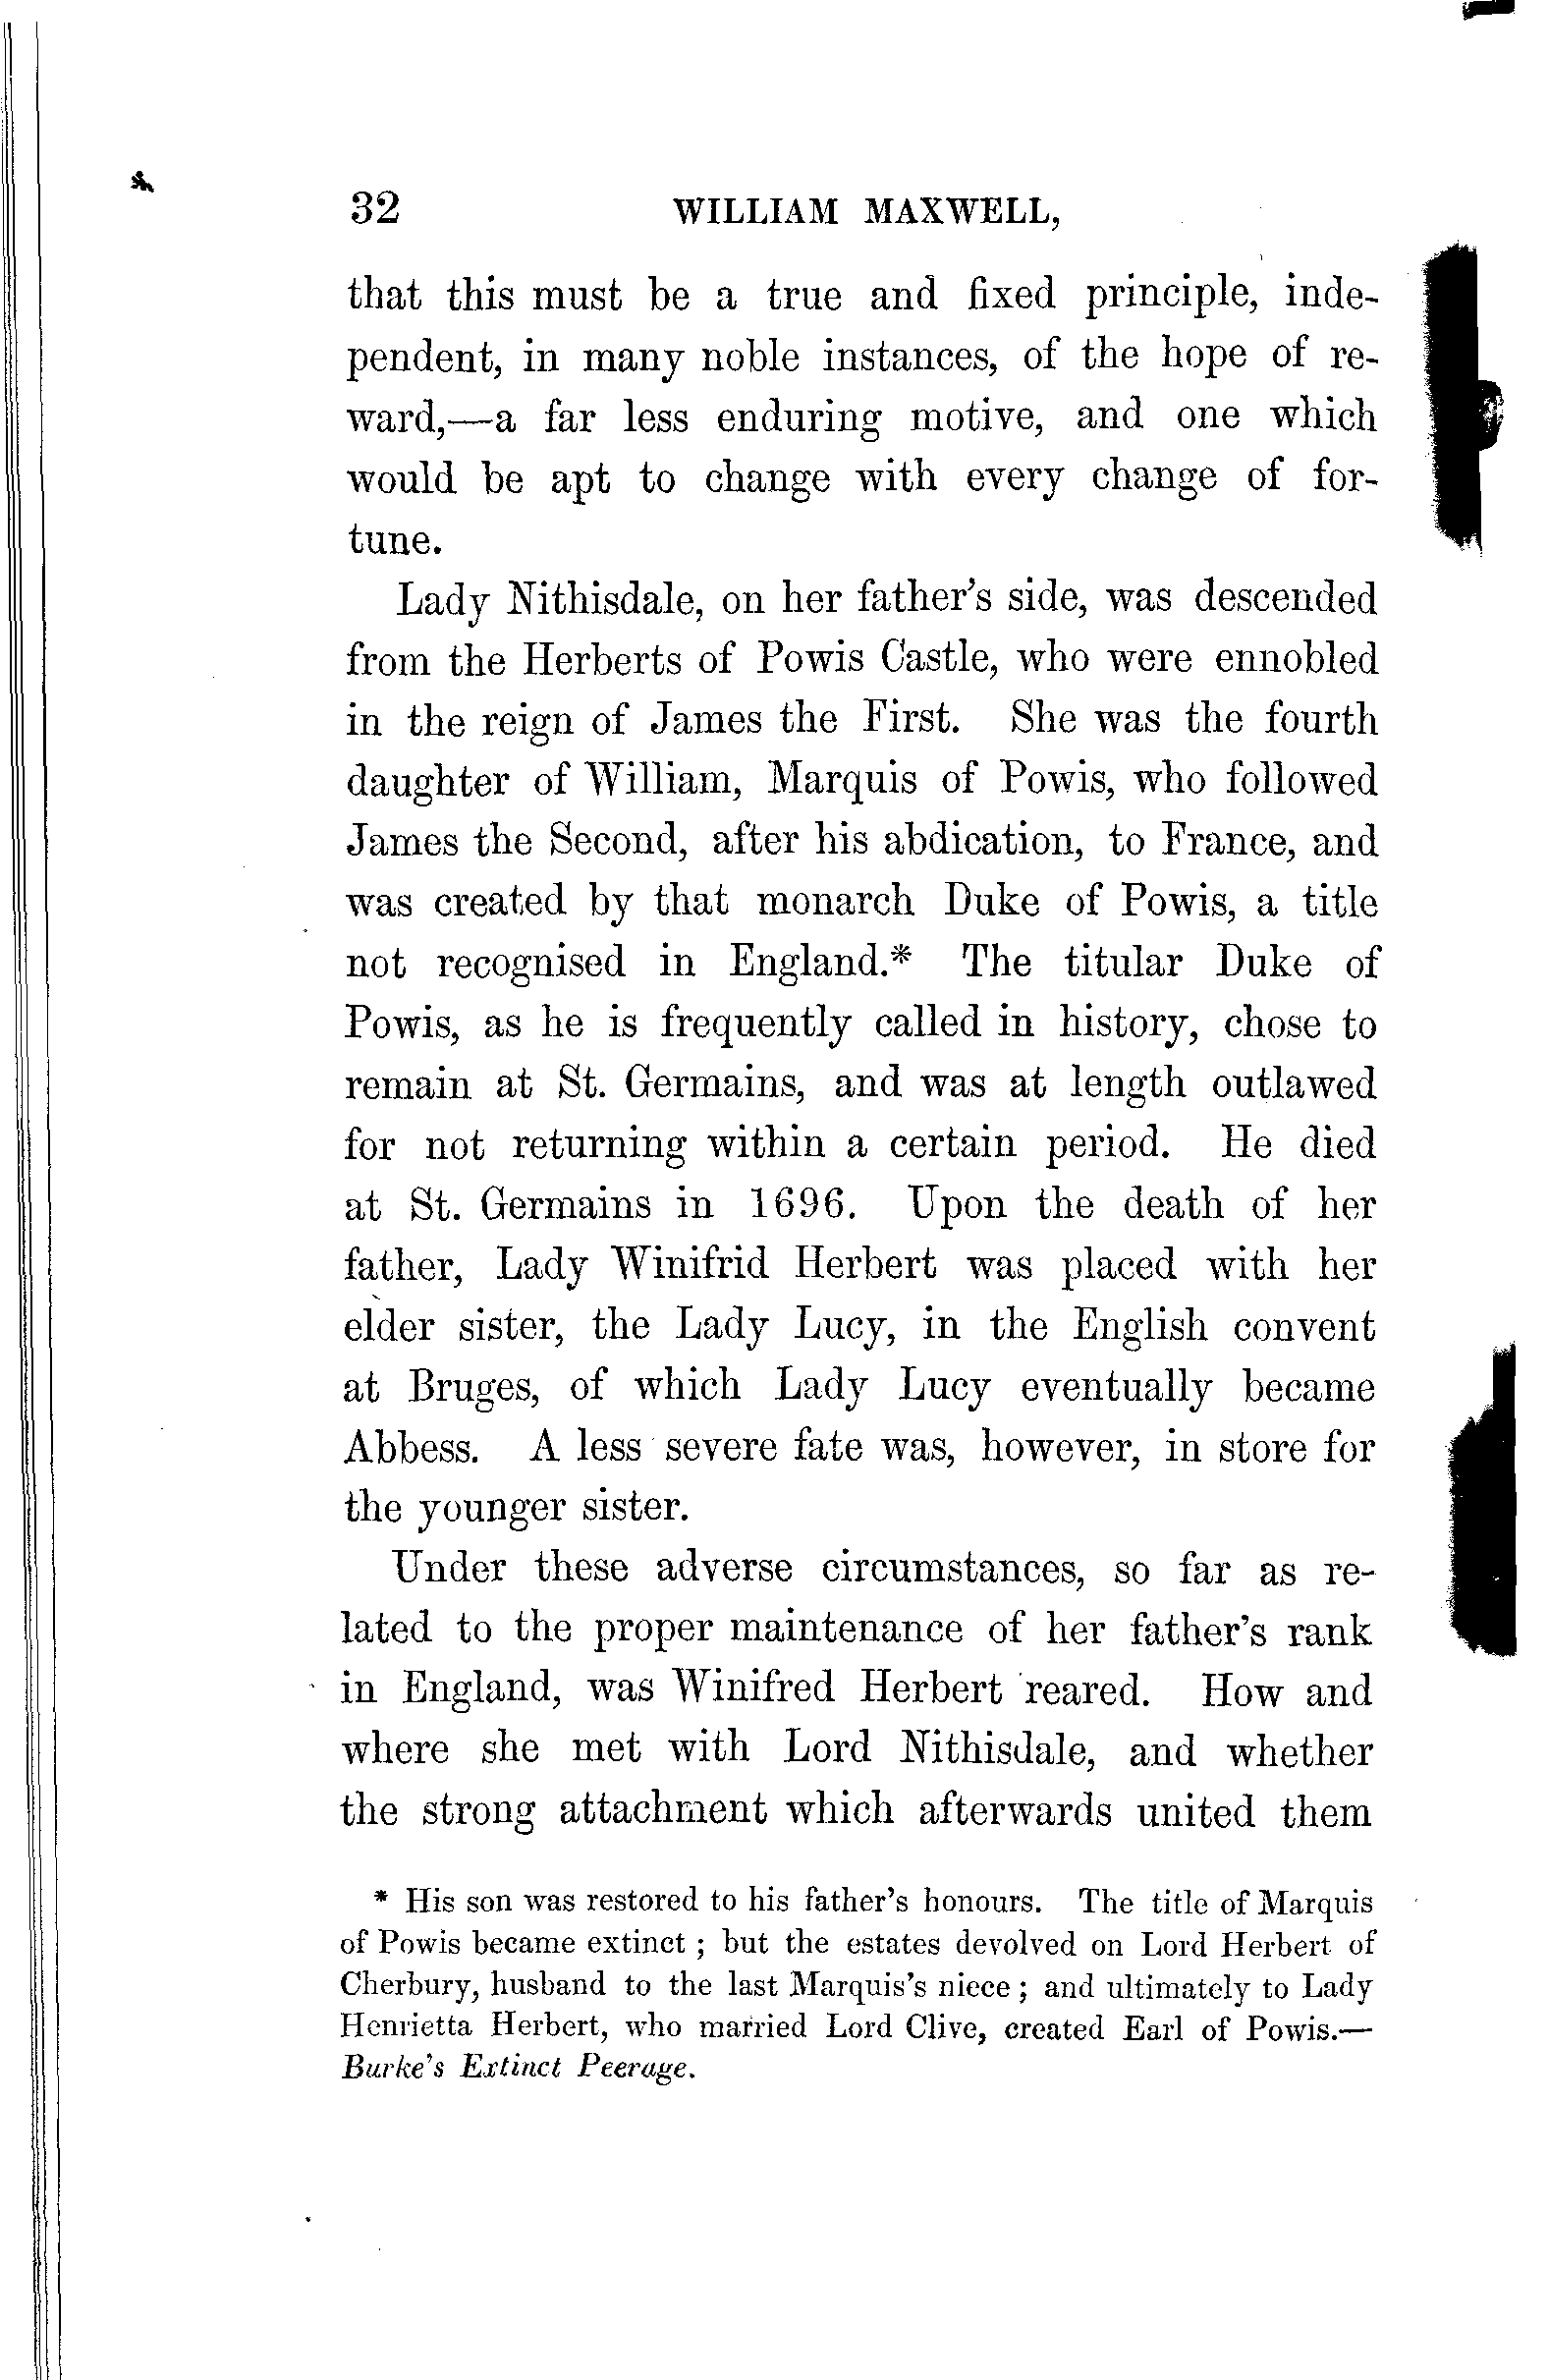 32 WILLIAM MAXWELL,
that this must be a true and fixed principle, inde-
pendent, in many noble instances, of the hope of re-
ward,—a far less enduring motive, and one which
would be apt to change with every change of for-
tune.
Lady Nithisdale, on her father's side, was descended
from the Herberts of Powis Castle, who were ennobled
in the reign of James the First. She was the fourth
daughter of William, Marquis of Powis, who followed
James the Second, after his abdication, to France, and
was created by that monarch Duke of Powis, a title
not recognised in England.* The titular Duke of
Powis, as he is frequently called in history, chose to
remain at St. Germains, and was at length outlawed
for not returning within a certain period. He died
at St. Germains in 1696. Upon the death of her
father, Lady Winifrid Herbert was placed with her
elder sister, the Lady Lucy, in the English convent
at Bruges, of which Lady Lucy eventually became
Abbess. A less severe fate was, however, in store for
the younger sister.
Under these adverse circumstances, so far as re-
lated to the proper maintenance of her father's rank
in England, was Winifred Herbert reared. How and
where she met with Lord Nithisdale, and whether
the strong attachment which afterwards united them
* His son was restored to his father's honours. The title of Marquis
of Powis became extinct ; but the estates devolved on Lord Herbert of
Cherbury, husband to the last Marquis's niece ; and ultimately to Lady
Henrietta Herbert, who married Lord Clive, created Earl of Powis.—
Burke's Extinct Peerage.